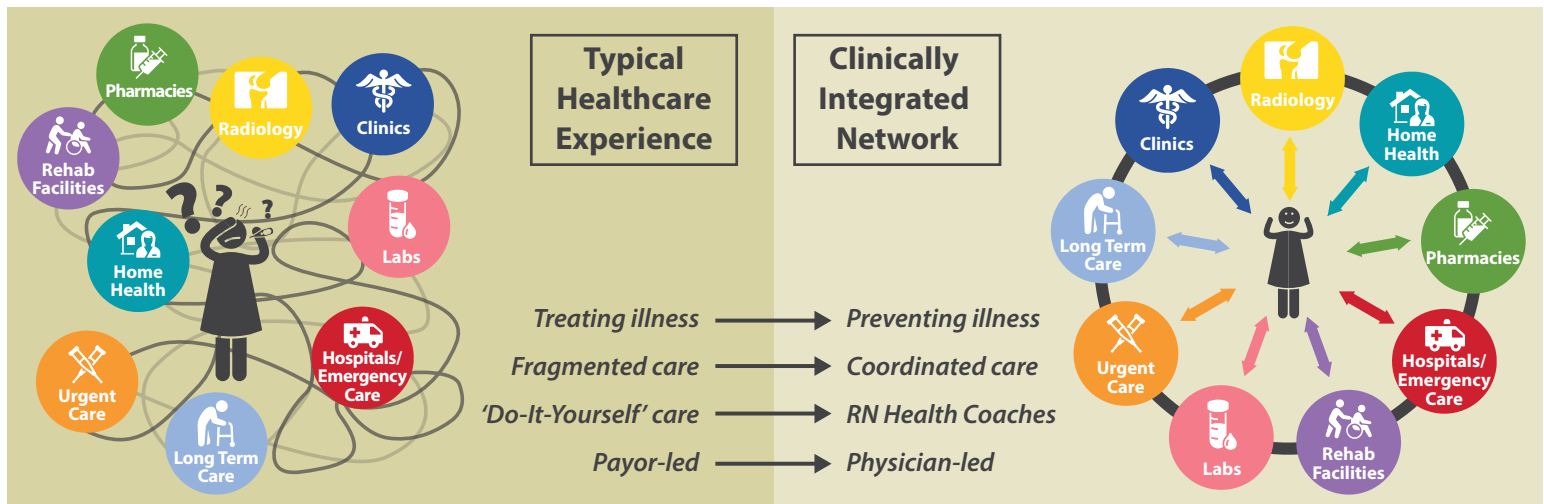 Pharmacies
Radiology
Clinics
Rehab
Facilities
? ? ?
Labs
Home
Health
Hospitals/
Emergency
Care
Urgent
Care
Long Term
Care
Typical
Healthcare
Experience
Clinically
Integrated
Network
Treating illness
Preventing illness
Fragmented care
Coordinated care
‘Do-It-Yourself’ care
RN Health Coaches
Payor-led
Physician-led
Radiology
Clinics
Home
Health
Long Term
Care
Pharmacies
Urgent
Care
Hospitals/
Emergency
Care
Labs
Rehab
Facilities